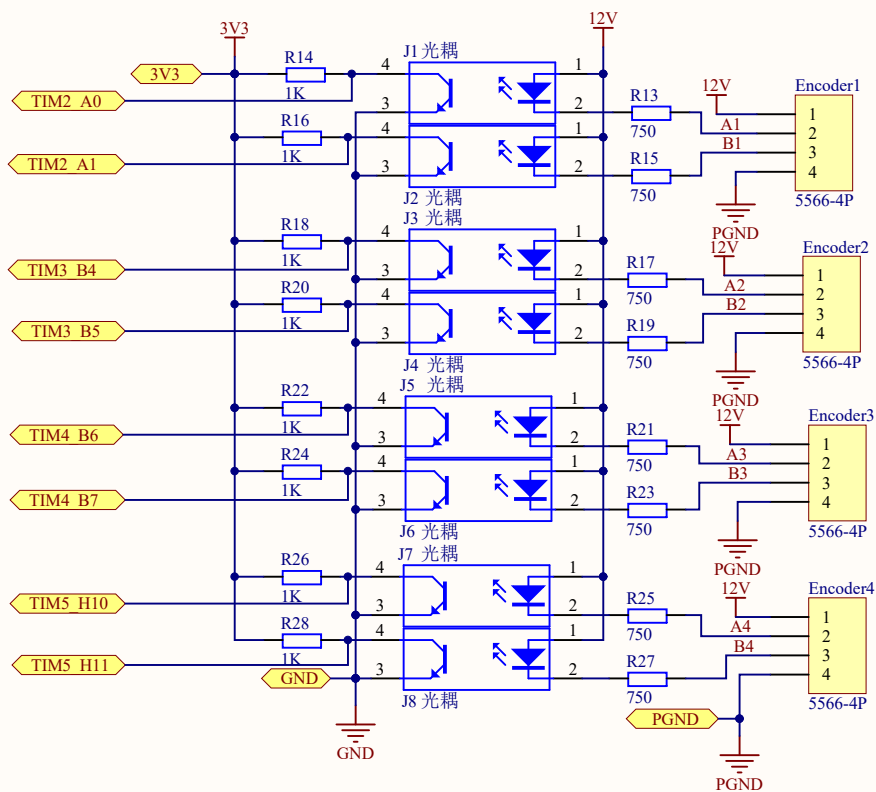 3V3
12V
J1 光耦
R14
3V3
4
1
1K
TIM2_A0
3
2
R13
750
12V
Encoder1
A1
B1
1
2
3
4
5566-4P
PGND
R16
1K
4
1
TIM2_A1
3
2
R15
750
J2 光耦
J3 光耦
R18
1K
4
1
TIM3_B4
3
2
R17
750
12V
Encoder2
A2
B2
1
2
3
4
5566-4P
PGND
R20
1K
4
1
TIM3_B5
3
2
R19
750
J4 光耦
J5 光耦
R22
1K
4
1
TIM4_B6
3
2
R21
750
12V
Encoder3
A3
B3
1
2
3
4
5566-4P
PGND
R24
1K
4
1
TIM4_B7
3
2
R23
750
J6 光耦
J7 光耦
R26
1K
4
1
TIM5_H10
3
2
R25
750
12V
Encoder4
A4
B4
1
2
3
4
5566-4P
R28
1K
4
1
TIM5_H11
GND
3
2
R27
750
J8 光耦
PGND
GND
PGND